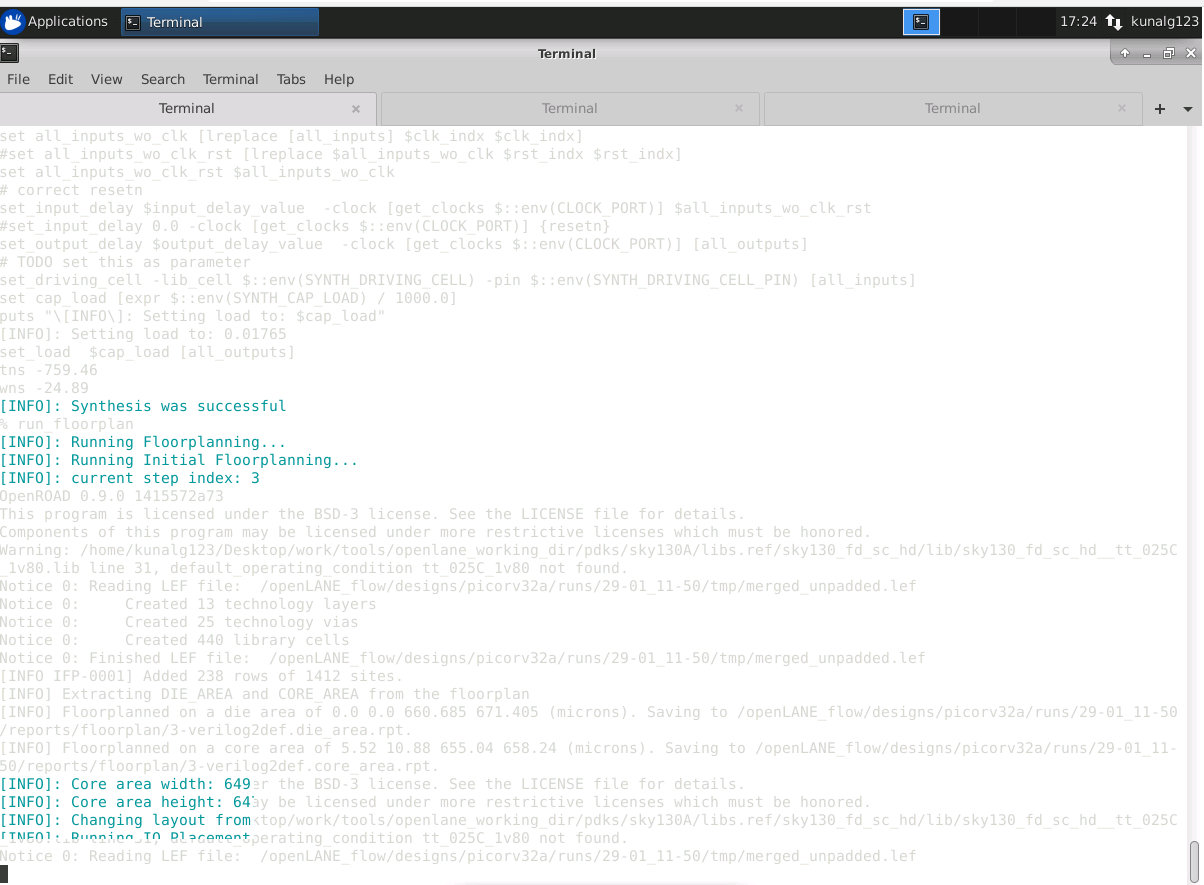 Applications
Terminal
17:24
kunalg123
Terminal
File Edit View Search Terminal Tabs Help
Terminal
Terminal
Terminal
set all_inputs_wo_clk [lreplace [all_inputs] $clk_indx $clk_indx]
#set all_inputs_wo_clk_rst [lreplace $all_inputs_wo_clk $rst_indx $rst_indx]
set all_inputs_wo_clk_rst $all_inputs_wo_clk
# correct resetn
set_input_delay $input_delay_value  -clock [get_clocks $::env(CLOCK_PORT)] $all_inputs_wo_clk_rst
#set_input_delay 0.0 -clock [get_clocks $::env(CLOCK_PORT)] {resetn}
set_output_delay $output_delay_value  -clock [get_clocks $::env(CLOCK_PORT)] [all_outputs]
# TODO set this as parameter
set_driving_cell -lib_cell $::env(SYNTH_DRIVING_CELL) -pin $::env(SYNTH_DRIVING_CELL_PIN) [all_inputs]
set cap_load [expr $::env(SYNTH_CAP_LOAD) / 1000.0]
puts "\[INFO\]: Setting load to: $cap_load"
[INFO]: Setting load to: 0.01765
set_load  $cap_load [all_outputs]
tns -759.46
wns -24.89
[INFO]: Synthesis was successful
% run_floorplan
[INFO]: Running Floorplanning...
[INFO]: Running Initial Floorplanning...
[INFO]: current step index: 3
OpenROAD 0.9.0 1415572a73
This program is licensed under the BSD-3 license. See the LICENSE file for details.
Components of this program may be licensed under more restrictive licenses which must be honored.
Warning: /home/kunalg123/Desktop/work/tools/openlane_working_dir/pdks/sky130A/libs.ref/sky130_fd_sc_hd/lib/sky130_fd_sc_hd__tt_025C
_1v80.lib line 31, default_operating_condition tt_025C_1v80 not found.
Notice 0: Reading LEF file:  /openLANE_flow/designs/picorv32a/runs/29-01_11-50/tmp/merged_unpadded.lef
Notice 0:     Created 13 technology layers
Notice 0:     Created 25 technology vias
Notice 0:     Created 440 library cells
Notice 0: Finished LEF file:  /openLANE_flow/designs/picorv32a/runs/29-01_11-50/tmp/merged_unpadded.lef
[INFO IFP-0001] Added 238 rows of 1412 sites.
[INFO] Extracting DIE_AREA and CORE_AREA from the floorplan
[INFO] Floorplanned on a die area of 0.0 0.0 660.685 671.405 (microns). Saving to /openLANE_flow/designs/picorv32a/runs/29-01_11-50
/reports/floorplan/3-verilog2def.die_area.rpt.
[INFO] Floorplanned on a core area of 5.52 10.88 655.04 658.24 (microns). Saving to /openLANE_flow/designs/picorv32a/runs/29-01_11-
50/reports/floorplan/3-verilog2def.core_area.rpt.
[INFO]: Core area width: 649er the BSD-3 license. See the LICENSE file for details.
[INFO]: Core area height: 64 ay be licensed under more restrictive licenses which must be honored.
[INFO]: Changing layout from ktop/work/tools/openlane_working_dir/pdks/sky130A/libs.ref/sky130_fd_sc_hd/lib/sky130_fd_sc_hd__tt_025C
[INFO]: Running IO Placement operating_condition tt_025C_1v80 not found.
Notice 0: Reading LEF file:  /openLANE_flow/designs/picorv32a/runs/29-01_11-50/tmp/merged_unpadded.lef